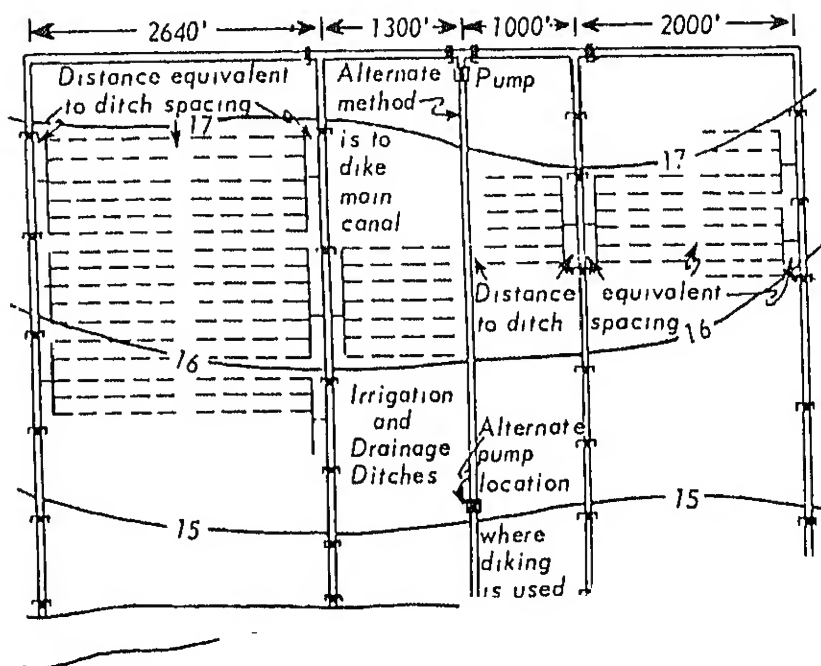 2640' 1300' 1000' 2000'
Distance equivalent
to ditch spacing
17
Alternate
method
is to
dike
main
canal
Pump
17
Distance
to ditch
equivalent
spacing
16
16
Irrigation
and
Drainage
Ditches
Alternate
pump
location
where
diking
is used
15
15